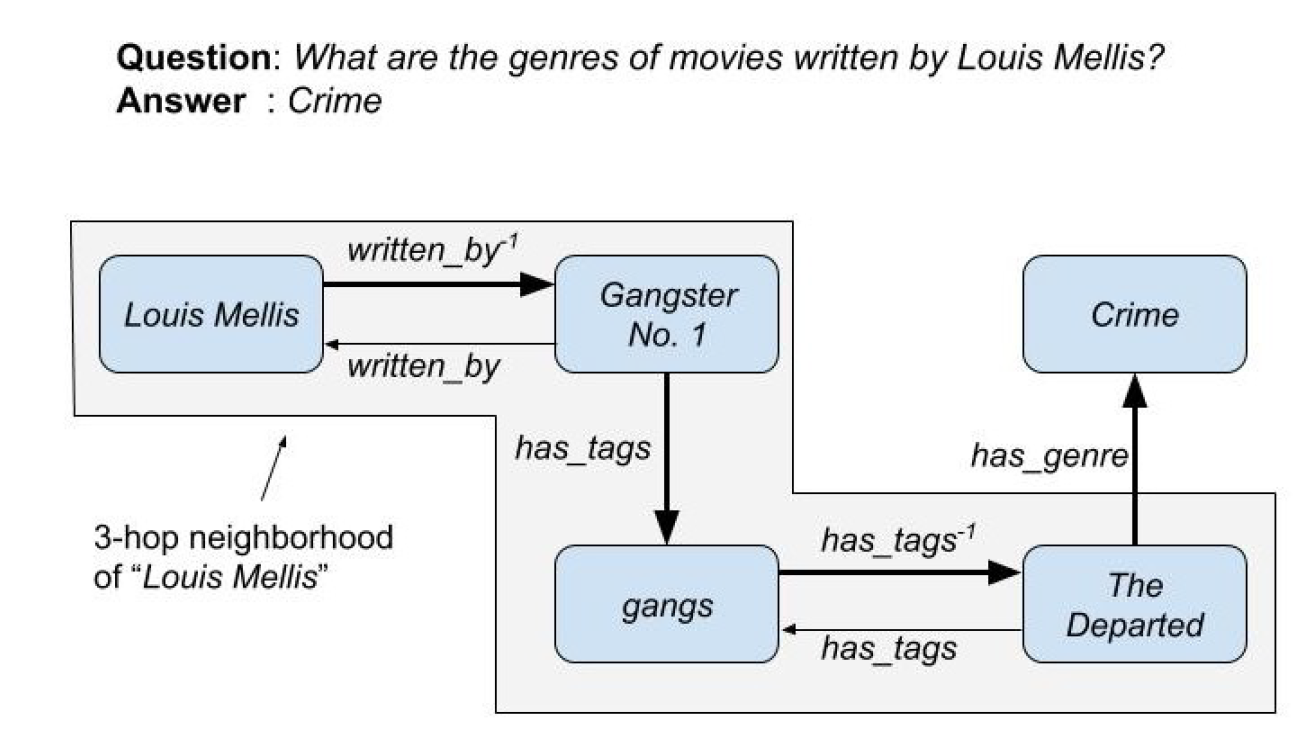 Question: What are the genres of movies written by Louis Mellis?
Answer : Crime
written_by-1
Louis Mellis
Gangster
No. 1
Crime
written_by
has_tags
has_genre
3-hop neighborhood
of “Louis Mellis”
has_tags-1
gangs
The
Departed
has_tags